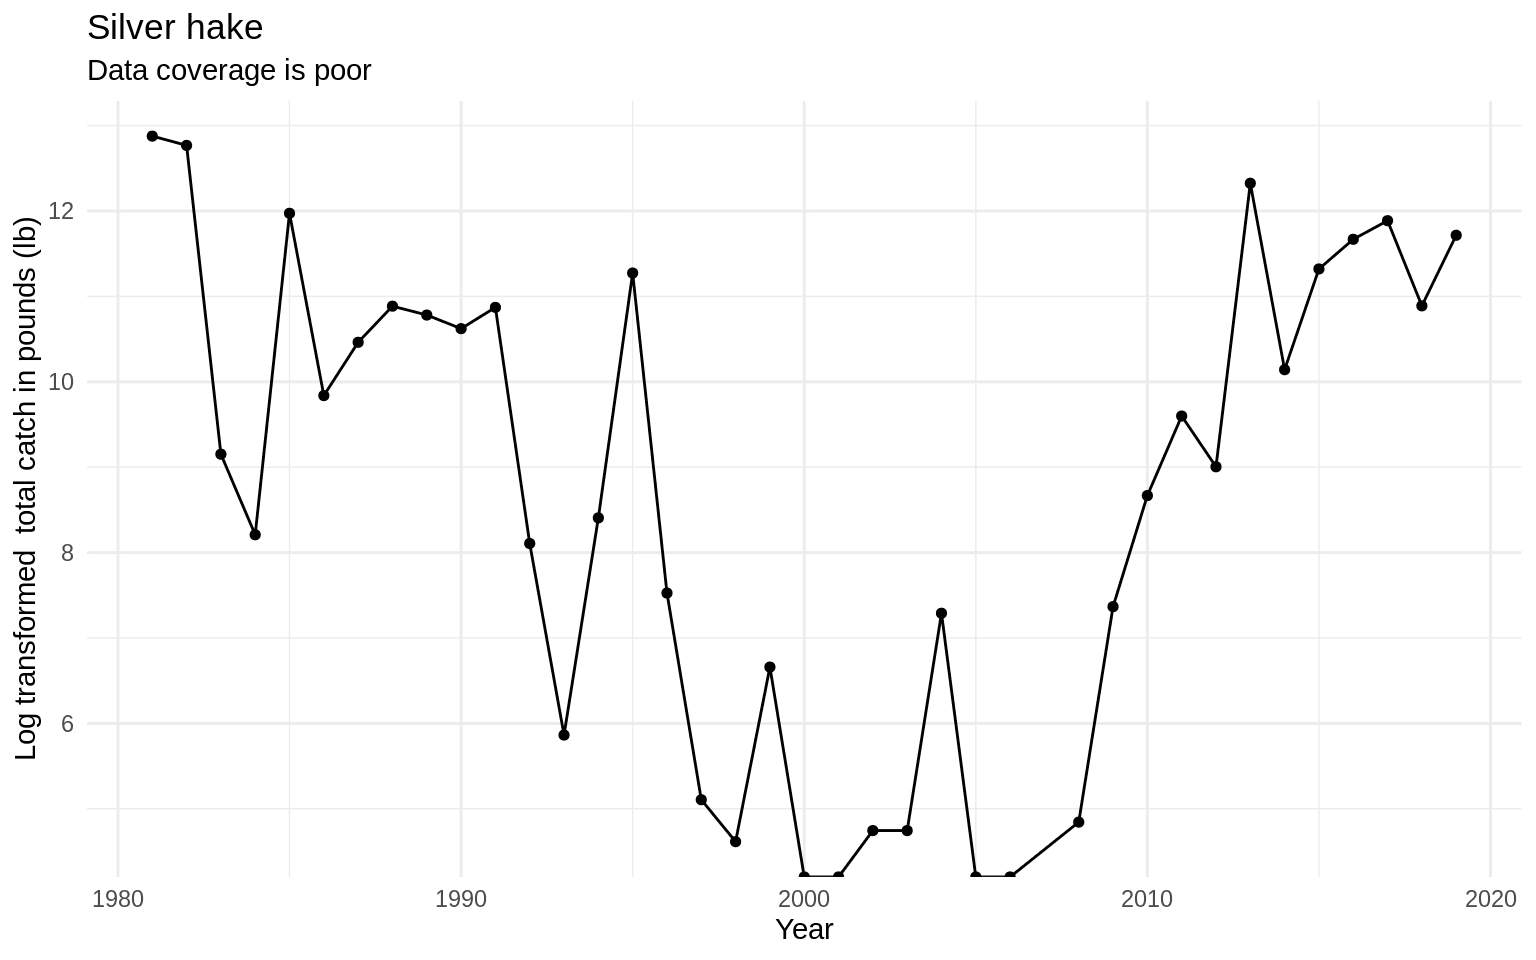 Silver hake
Data coverage is poor
Log transformed  total catch in pounds (lb)
12
10
8
6
1980
1990
2000
2010
2020
Year